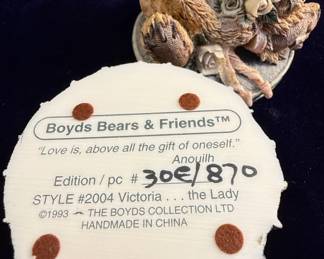 Boyds Bears & Friends™
"Love is, above all the gift of oneself."
Anouilh
Edition / pc # 30E/870
STYLE #2004 Victoria . . . the Lady
©1993 THE BOYDS COLLECTION LTD
HANDMADE IN CHINA